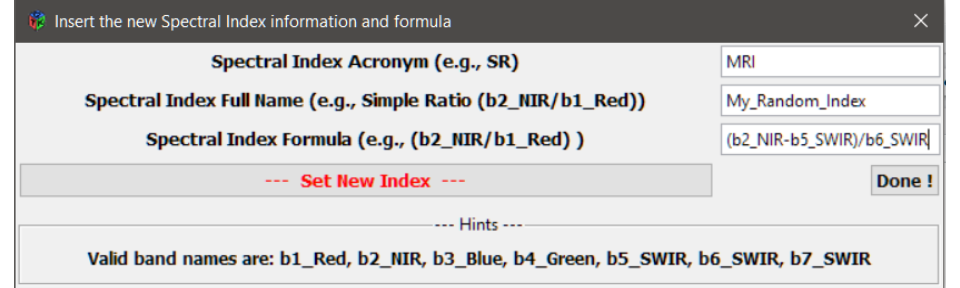 Insert the new Spectral Index information and formula
Spectral Index Acronym (e.g., SR) MRI
Spectral Index Full Name (e.g., Simple Ratio (b2_NIR/b1_Red)) My_Random_Index
Spectral Index Formula (e.g., (b2_NIR/b1_Red) ) (b2_NIR-b5_SWIR)/b6_SWIR
--- Set New Index --- Done !
--- Hints ---
Valid band names are: b1_Red, b2_NIR, b3_Blue, b4_Green, b5_SWIR, b6_SWIR, b7_SWIR